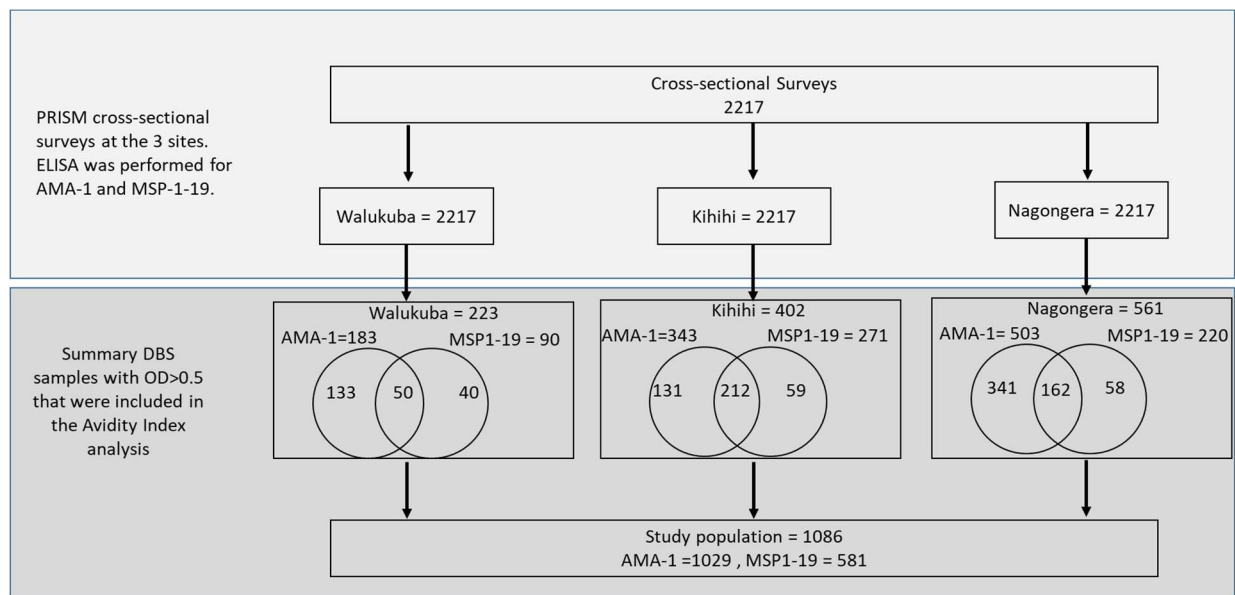 Cross-sectional Surveys
2217
PRISM cross-sectional
surveys at the 3 sites.
ELISA was performed for
AMA-1 and MSP-1-19.
Walukuba = 2217
Kihihi = 2217
Nagongera = 2217
Summary DBS
samples with OD>0.5
that were included in
the Avidity Index
analysis
Walukuba = 223
AMA-1=183
MSP1-19 = 90
133
50
40
Kihihi = 402
AMA-1=343
MSP1-19 = 271
131
212
59
Nagongera = 561
AMA-1= 503
MSP1-19 = 220
341
162
58
Study population = 1086
AMA-1 =1029 , MSP1-19 = 581